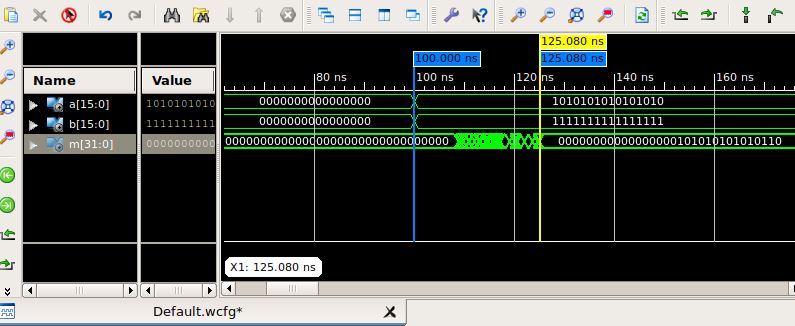 125.080 ns
100.000 ns 125.080 ns
Name Value 80 ns 100 ns 120 ns 140 ns 160 ns
a[15:0] 1010101010 0000000000000000 1010101010101010
b[15:0] 1111111111 0000000000000000 1111111111111111
m[31:0] 0000000000 00000000000000000000000000000000 00000000000000000101010101010110
X1: 125.080 ns
Default.wcfg*